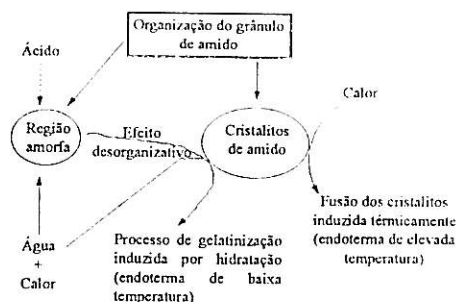 Organização do grânulo
de amido
Ácido
Calor
Região
amorfa
Efeito
desorganizativo
Cristalitos
de amido
Água
+
Calor
Processo de gelatinização
induzida por hidratação
(endoterma de baixa
temperatura)
Fusão dos cristalitos
induzida térmicamente
(endoterma de elevada
temperatura)